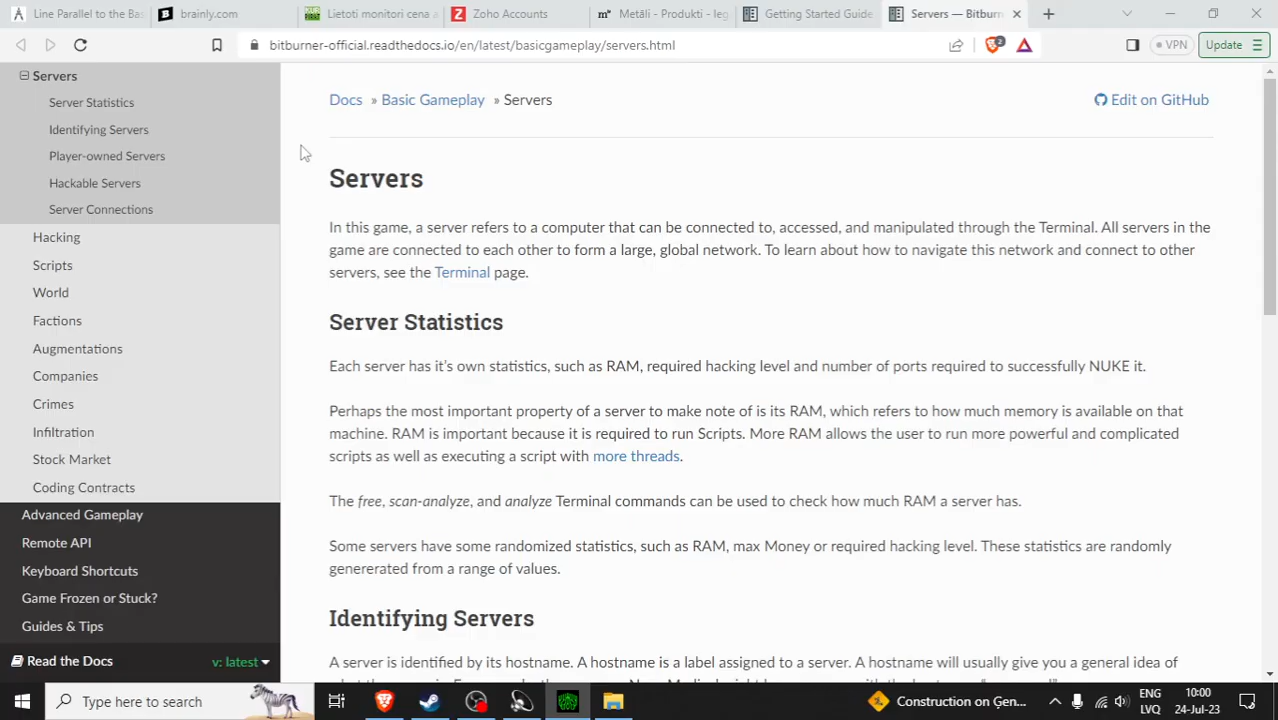 Line Parallel to the Bas
brainly.com
Lietoti monitori cena a
Zoho Accounts
Metāli - Produkti - leg
Getting Started Guide
Servers — Bitburn
bitburner-official.readthedocs.io/en/latest/basicgameplay/servers.html
2
VPN
Update
Servers
Server Statistics
Identifying Servers
Player-owned Servers
Hackable Servers
Server Connections
Hacking
Scripts
World
Factions
Augmentations
Companies
Crimes
Infiltration
Stock Market
Coding Contracts
Advanced Gameplay
Remote API
Keyboard Shortcuts
Game Frozen or Stuck?
Guides & Tips
Read the Docs v: latest
Docs » Basic Gameplay » Servers
Edit on GitHub
Servers
In this game, a server refers to a computer that can be connected to, accessed, and manipulated through the Terminal. All servers in the
game are connected to each other to form a large, global network. To learn about how to navigate this network and connect to other
servers, see the Terminal page.
Server Statistics
Each server has it's own statistics, such as RAM, required hacking level and number of ports required to successfully NUKE it.
Perhaps the most important property of a server to make note of is its RAM, which refers to how much memory is available on that
machine. RAM is important because it is required to run Scripts. More RAM allows the user to run more powerful and complicated
scripts as well as executing a script with more threads.
The free, scan-analyze, and analyze Terminal commands can be used to check how much RAM a server has.
Some servers have some randomized statistics, such as RAM, max Money or required hacking level. These statistics are randomly
genererated from a range of values.
Identifying Servers
A server is identified by its hostname. A hostname is a label assigned to a server. A hostname will usually give you a general idea of
Type here to search
Construction on Ģen...
ENG
LVQ
10:00
24-Jul-23